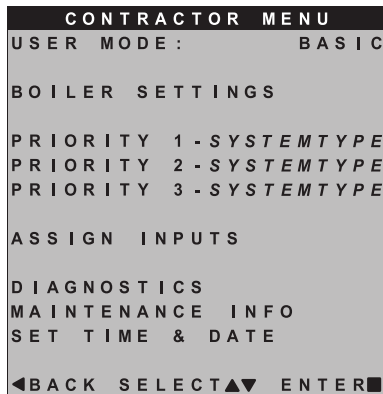 CONTRACTOR MENU
USER MODE: BASIC
BOILER SETTINGS
PRIORITY 1-SYSTEMTYPE
PRIORITY 2-SYSTEMTYPE
PRIORITY 3-SYSTEMTYPE
ASSIGN INPUTS
DIAGNOSTICS
MAINTENANCE INFO
SET TIME & DATE
◀BACK SELECT▲▼ ENTER■